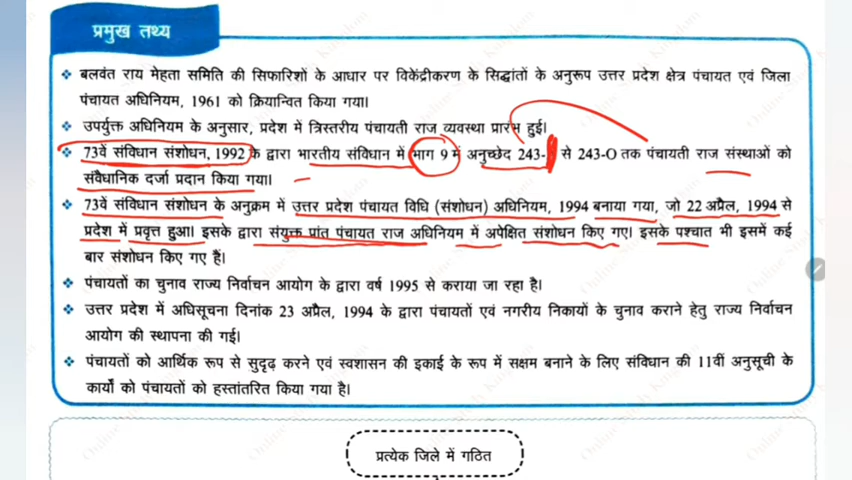 प्रमुख तथ्य
❖ बलवंत राय मेहता समिति की सिफारिशों के आधार पर विकेंद्रीकरण के सिद्धांतों के अनुरूप उत्तर प्रदेश क्षेत्र पंचायत एवं जिला
पंचायत अधिनियम, 1961 को क्रियान्वित किया गया।
❖ उपर्युक्त अधिनियम के अनुसार, प्रदेश में त्रिस्तरीय पंचायती राज व्यवस्था प्रारंभ हुई।
❖ 73वें संविधान संशोधन, 1992 के द्वारा भारतीय संविधान में भाग 9 में अनुच्छेद 243- से 243-O तक पंचायती राज संस्थाओं को
संवैधानिक दर्जा प्रदान किया गया।
❖ 73वें संविधान संशोधन के अनुक्रम में उत्तर प्रदेश पंचायत विधि (संशोधन) अधिनियम, 1994 बनाया गया, जो 22 अप्रैल, 1994 से
प्रदेश में प्रवृत्त हुआ। इसके द्वारा संयुक्त प्रांत पंचायत राज अधिनियम में अपेक्षित संशोधन किए गए। इसके पश्चात भी इसमें कई
बार संशोधन किए गए हैं।
❖ पंचायतों का चुनाव राज्य निर्वाचन आयोग के द्वारा वर्ष 1995 से कराया जा रहा है।
❖ उत्तर प्रदेश में अधिसूचना दिनांक 23 अप्रैल, 1994 के द्वारा पंचायतों एवं नगरीय निकायों के चुनाव कराने हेतु राज्य निर्वाचन
आयोग की स्थापना की गई।
❖ पंचायतों को आर्थिक रूप से सुदृढ़ करने एवं स्वशासन की इकाई के रूप में सक्षम बनाने के लिए संविधान की 11वीं अनुसूची के
कार्यों को पंचायतों को हस्तांतरित किया गया है।
प्रत्येक जिले में गठित